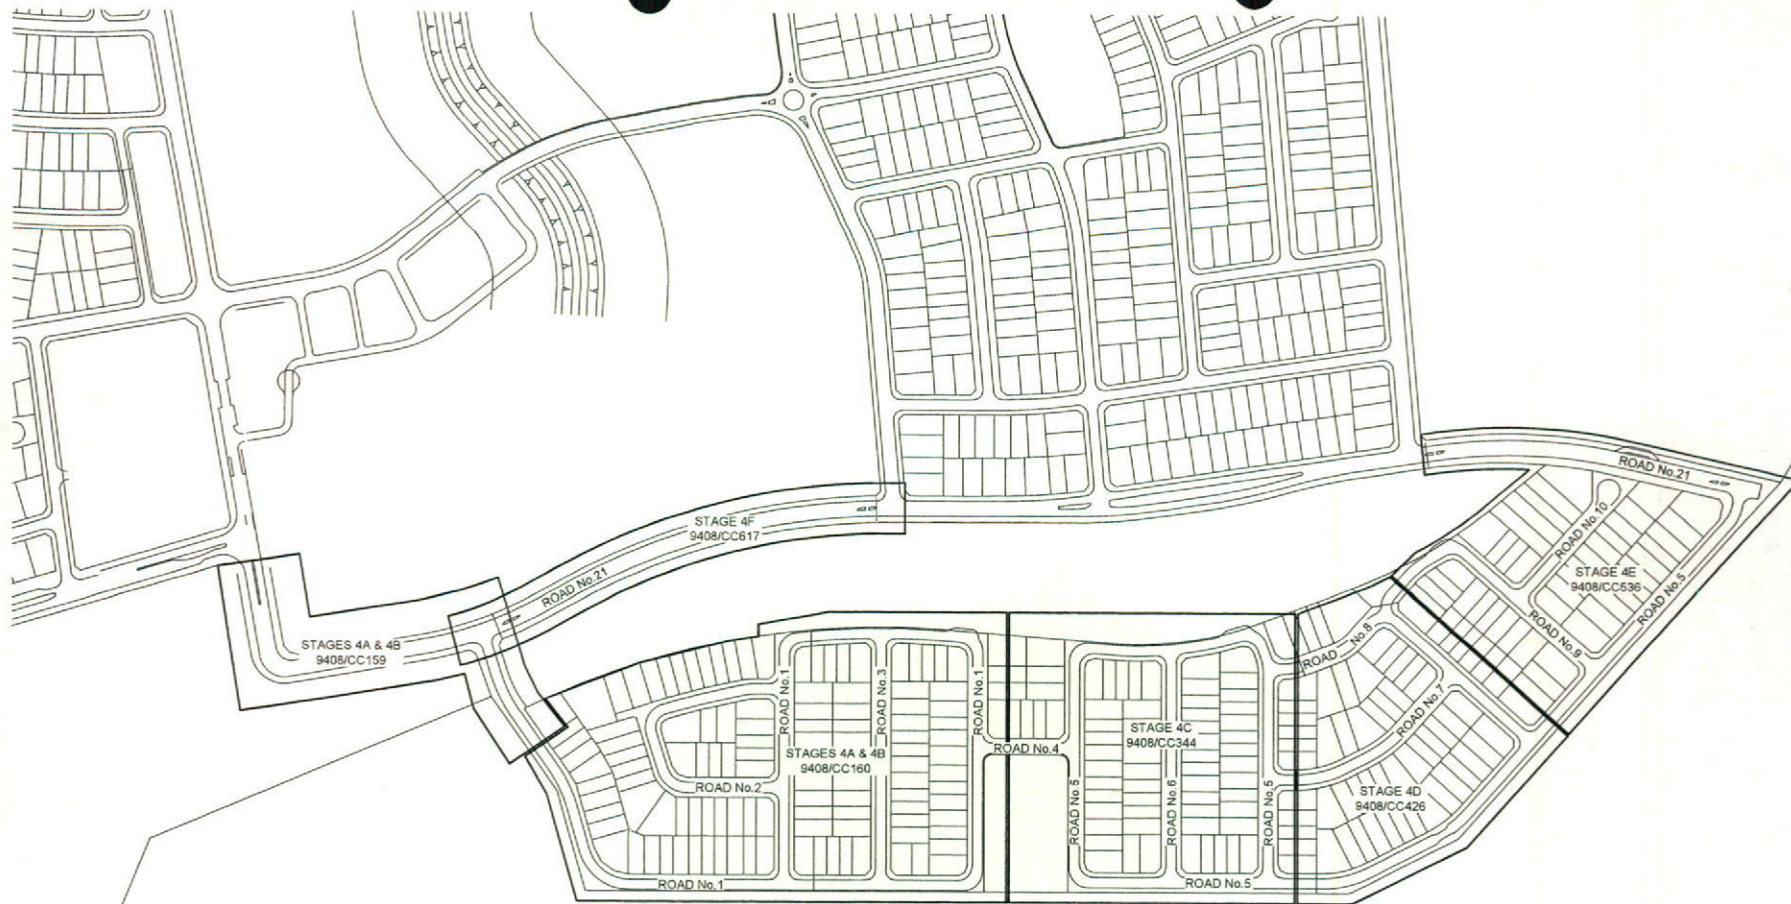 ROAD No.21
STAGE 4F
9408/CC617
ROAD No.21
STAGES 4A & 4B
9408/CC159
ROAD No.10
STAGE 4E
9408/CC536
ROAD No.5
ROAD No.9
ROAD No.8
ROAD No.7
ROAD No.1
ROAD No.3
ROAD No.1
STAGES 4A & 4B
9408/CC160
ROAD No.2
ROAD No.4
STAGE 4C
9408/CC344
ROAD No.5
ROAD No.6
ROAD No.5
STAGE 4D
9408/CC426
ROAD No.1
ROAD No.5